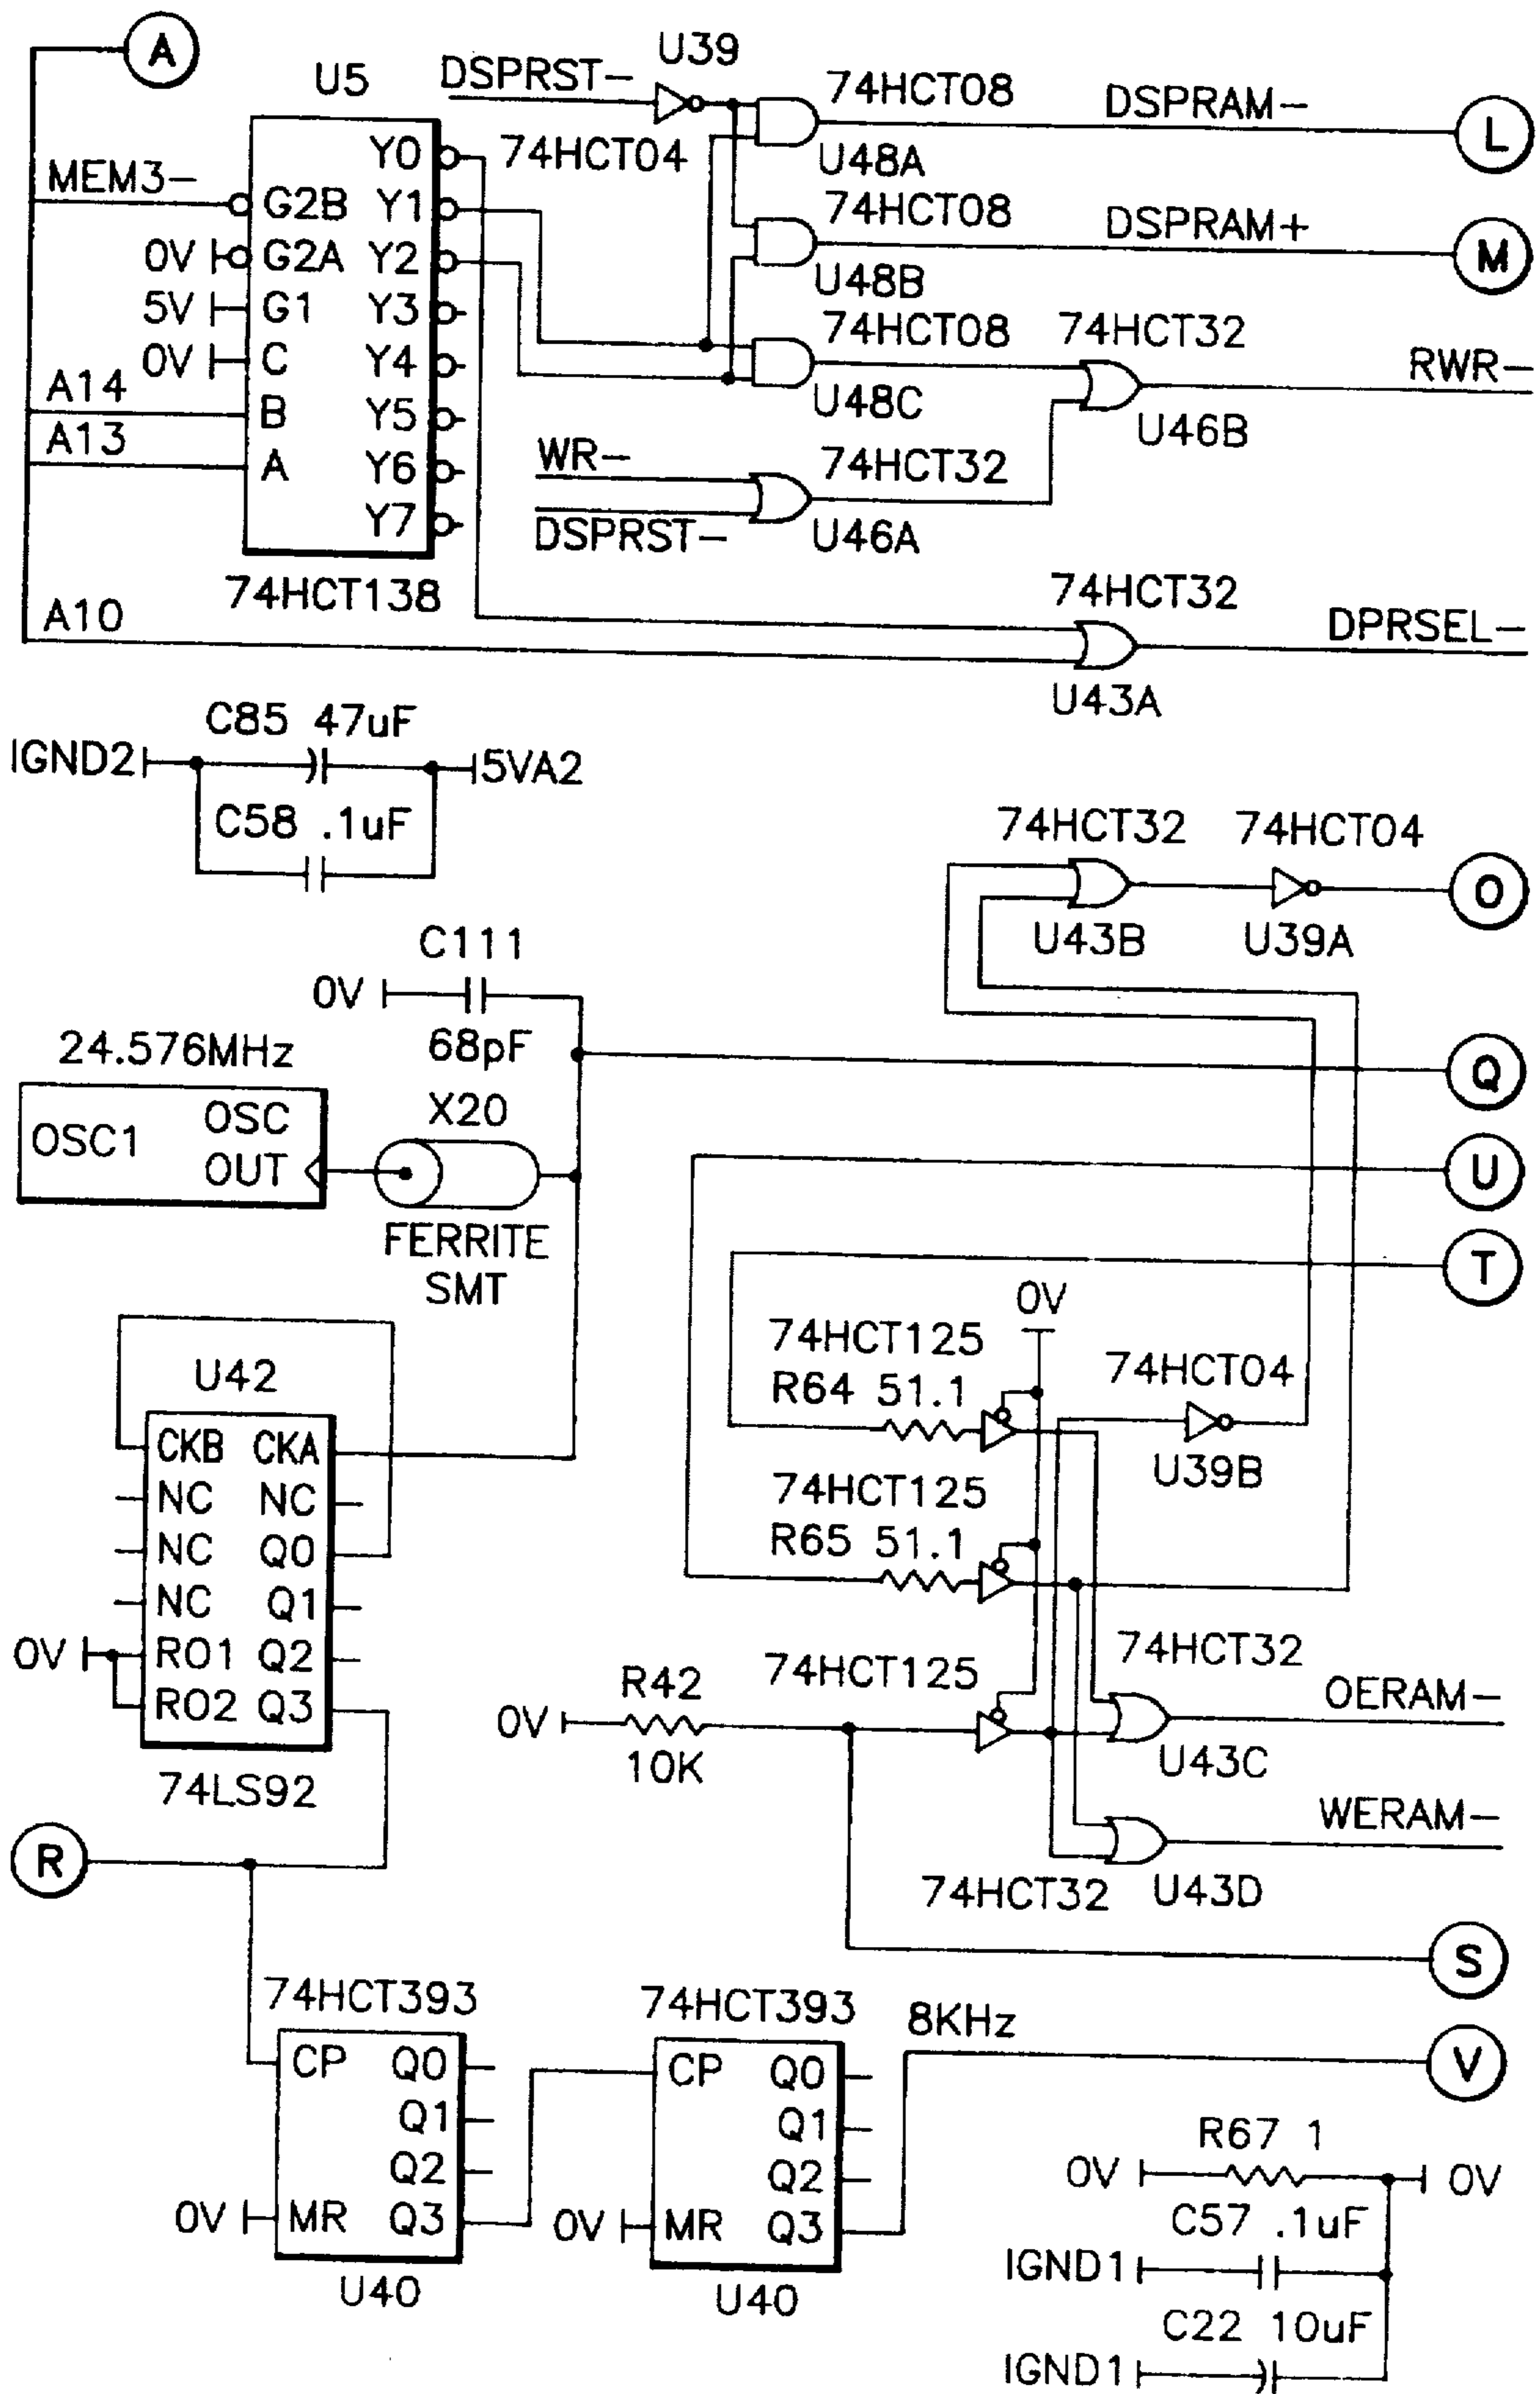 A
U5
DSPRST-
U39
74HCT04
74HCT08
U48A
DSPRAM-
L
74HCT08
U48B
DSPRAM+
M
MEM3-
0V
5V
0V
A14
A13
A10
G2B
G2A
G1
C
B
A
Y0
Y1
Y2
Y3
Y4
Y5
Y6
Y7
74HCT138
74HCT08
U48C
74HCT32
U46B
RWR-
WR-
DSPRST-
74HCT32
U46A
74HCT32
U43A
DPRSEL-
C85 47uF
IGND2
5VA2
C58 .1uF
74HCT32
U43B
74HCT04
U39A
O
C111
0V
68pF
Q
24.576MHz
OSC1
OSC
OUT
X20
FERRITE
SMT
U
T
0V
74HCT125
R64 51.1
74HCT04
U39B
74HCT125
R65 51.1
U42
CKB CKA
NC NC
NC Q0
NC Q1
0V
RO1 Q2
RO2 Q3
74LS92
R42
0V
10K
74HCT125
74HCT32
U43C
OERAM-
WERAM-
74HCT32
U43D
R
S
74HCT393
CP Q0
Q1
Q2
0V
MR Q3
U40
74HCT393
CP Q0
Q1
Q2
0V
MR Q3
U40
8KHz
V
R67 1
0V
0V
C57 .1uF
IGND1
C22 10uF
IGND1